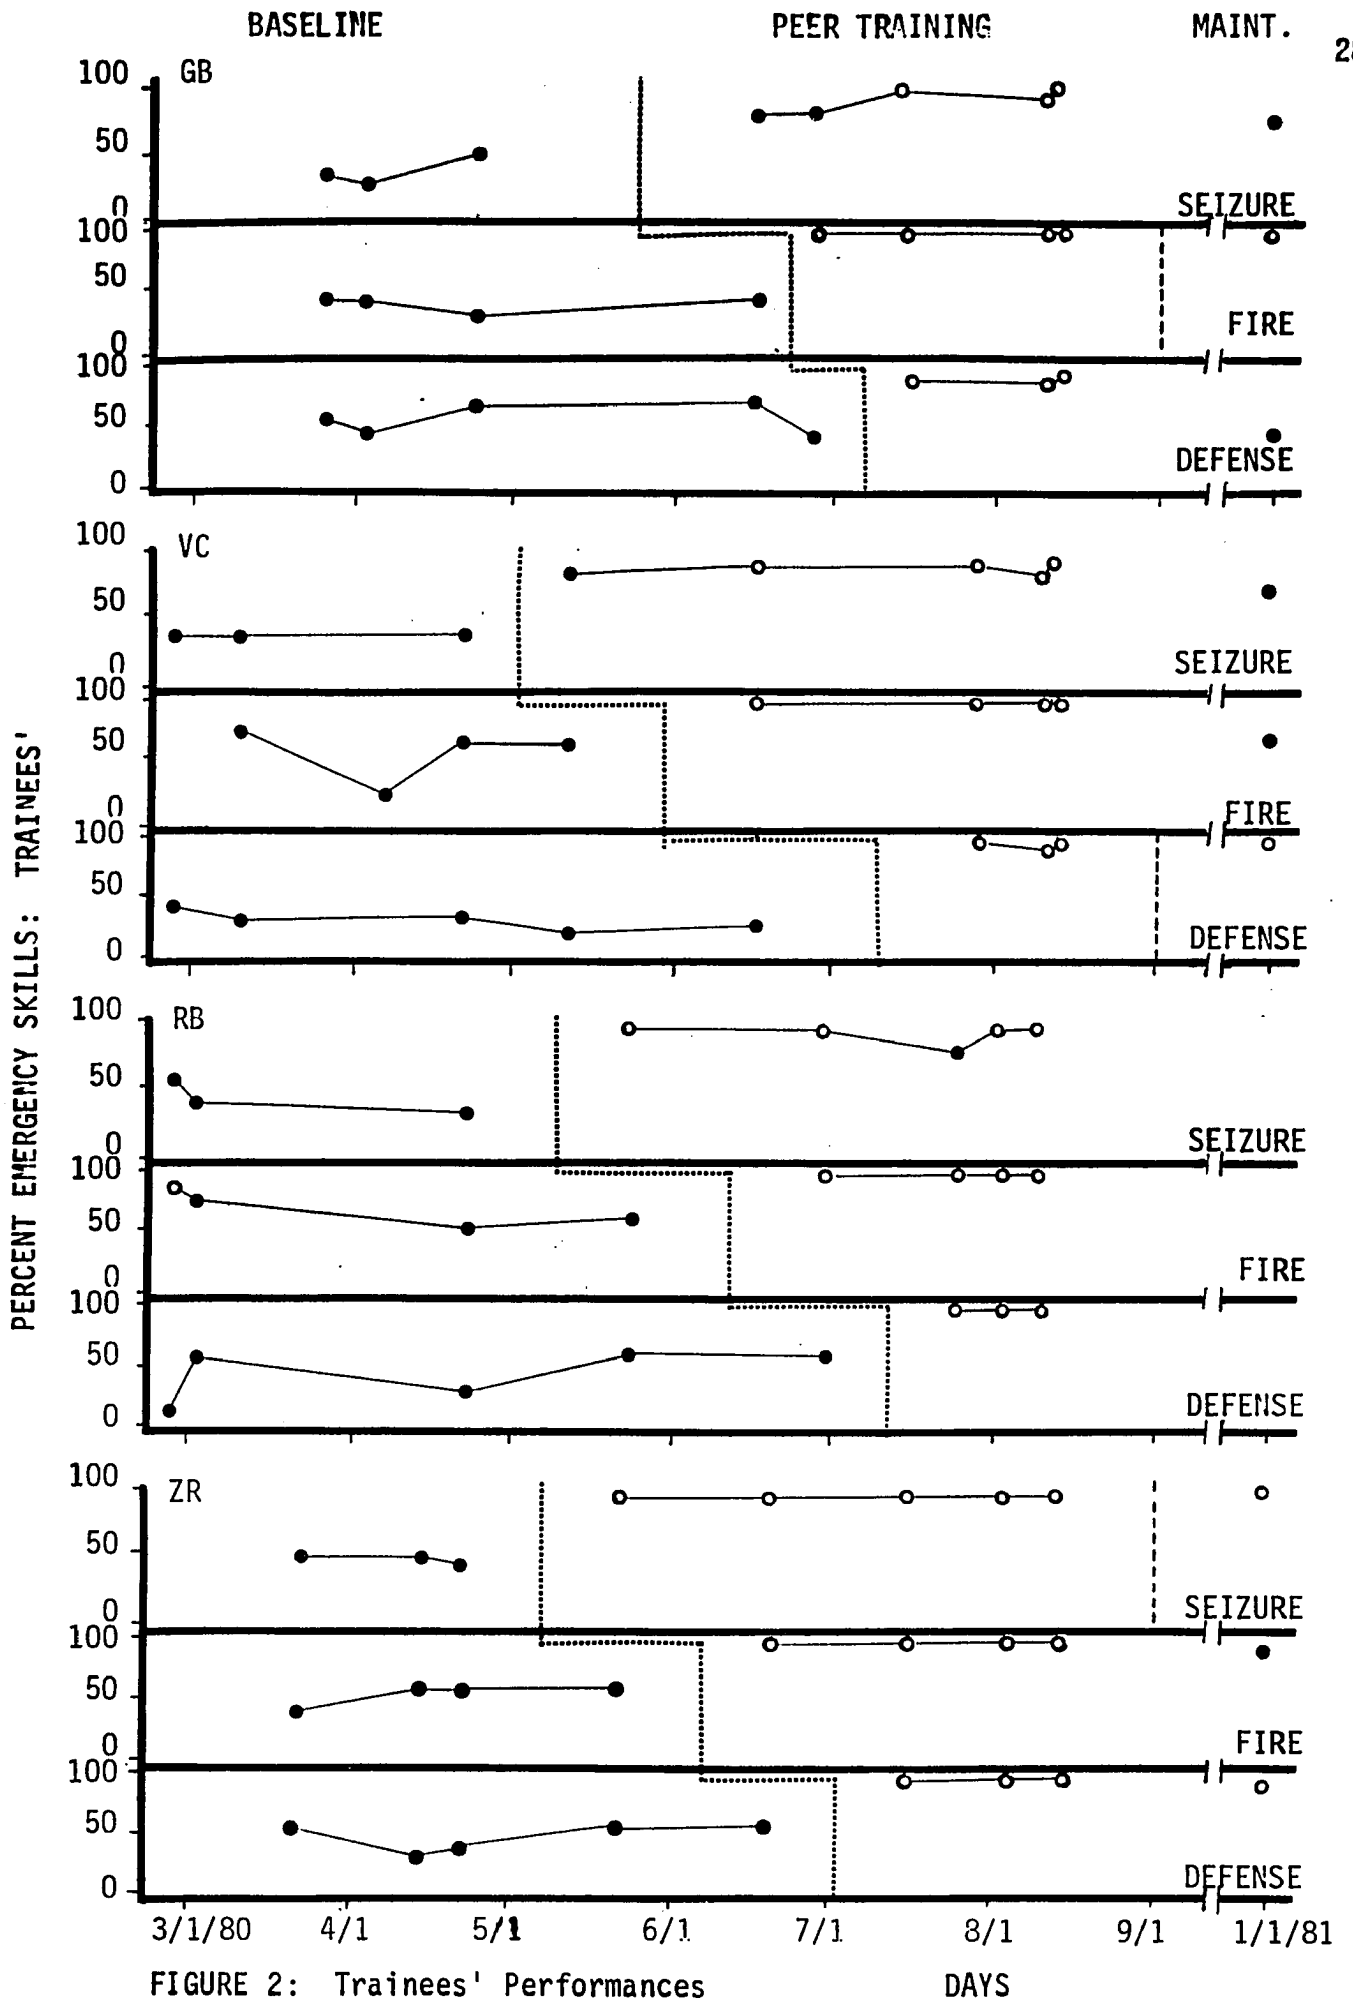 BASELINE PEER TRAINING MAINT.
GB
100
50
0
SEIZURE
100
50
0
FIRE
100
50
0
DEFENSE
VC
100
50
0
SEIZURE
100
50
0
FIRE
100
50
0
DEFENSE
RB
100
50
0
SEIZURE
100
50
0
FIRE
100
50
0
DEFENSE
ZR
100
50
0
SEIZURE
100
50
0
FIRE
100
50
0
DEFENSE
PERCENT EMERGENCY SKILLS: TRAINEES'
3/1/80 4/1 5/1 6/1 7/1 8/1 9/1 1/1/81
FIGURE 2: Trainees' Performances DAYS